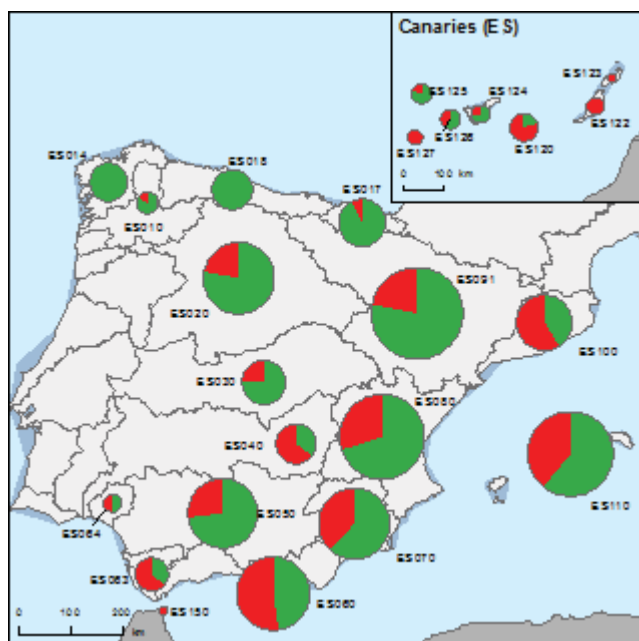 Canaries (ES)
ES123
ES125
ES124
ES122
ES126
ES127
ES120
0 100 km
ES014
ES018
ES017
ES010
ES091
ES020
ES100
ES030
ES080
ES040
ES110
ES050
ES064
ES070
ES063
ES060
ES150
0 100 200
km